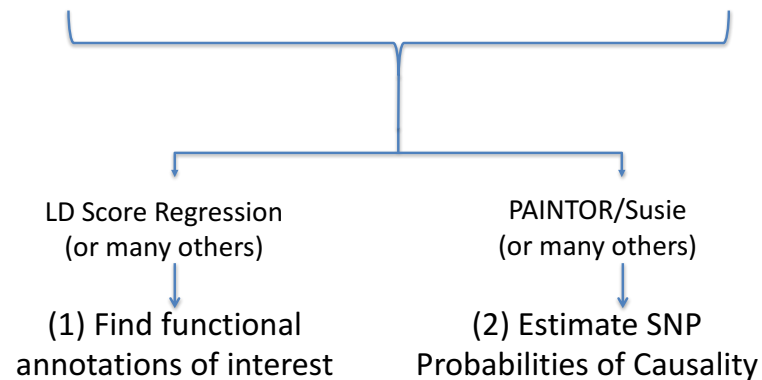 LD Score Regression
(or many others)
PAINTOR/Susie
(or many others)
(1) Find functional
annotations of interest
(2) Estimate SNP
Probabilities of Causality